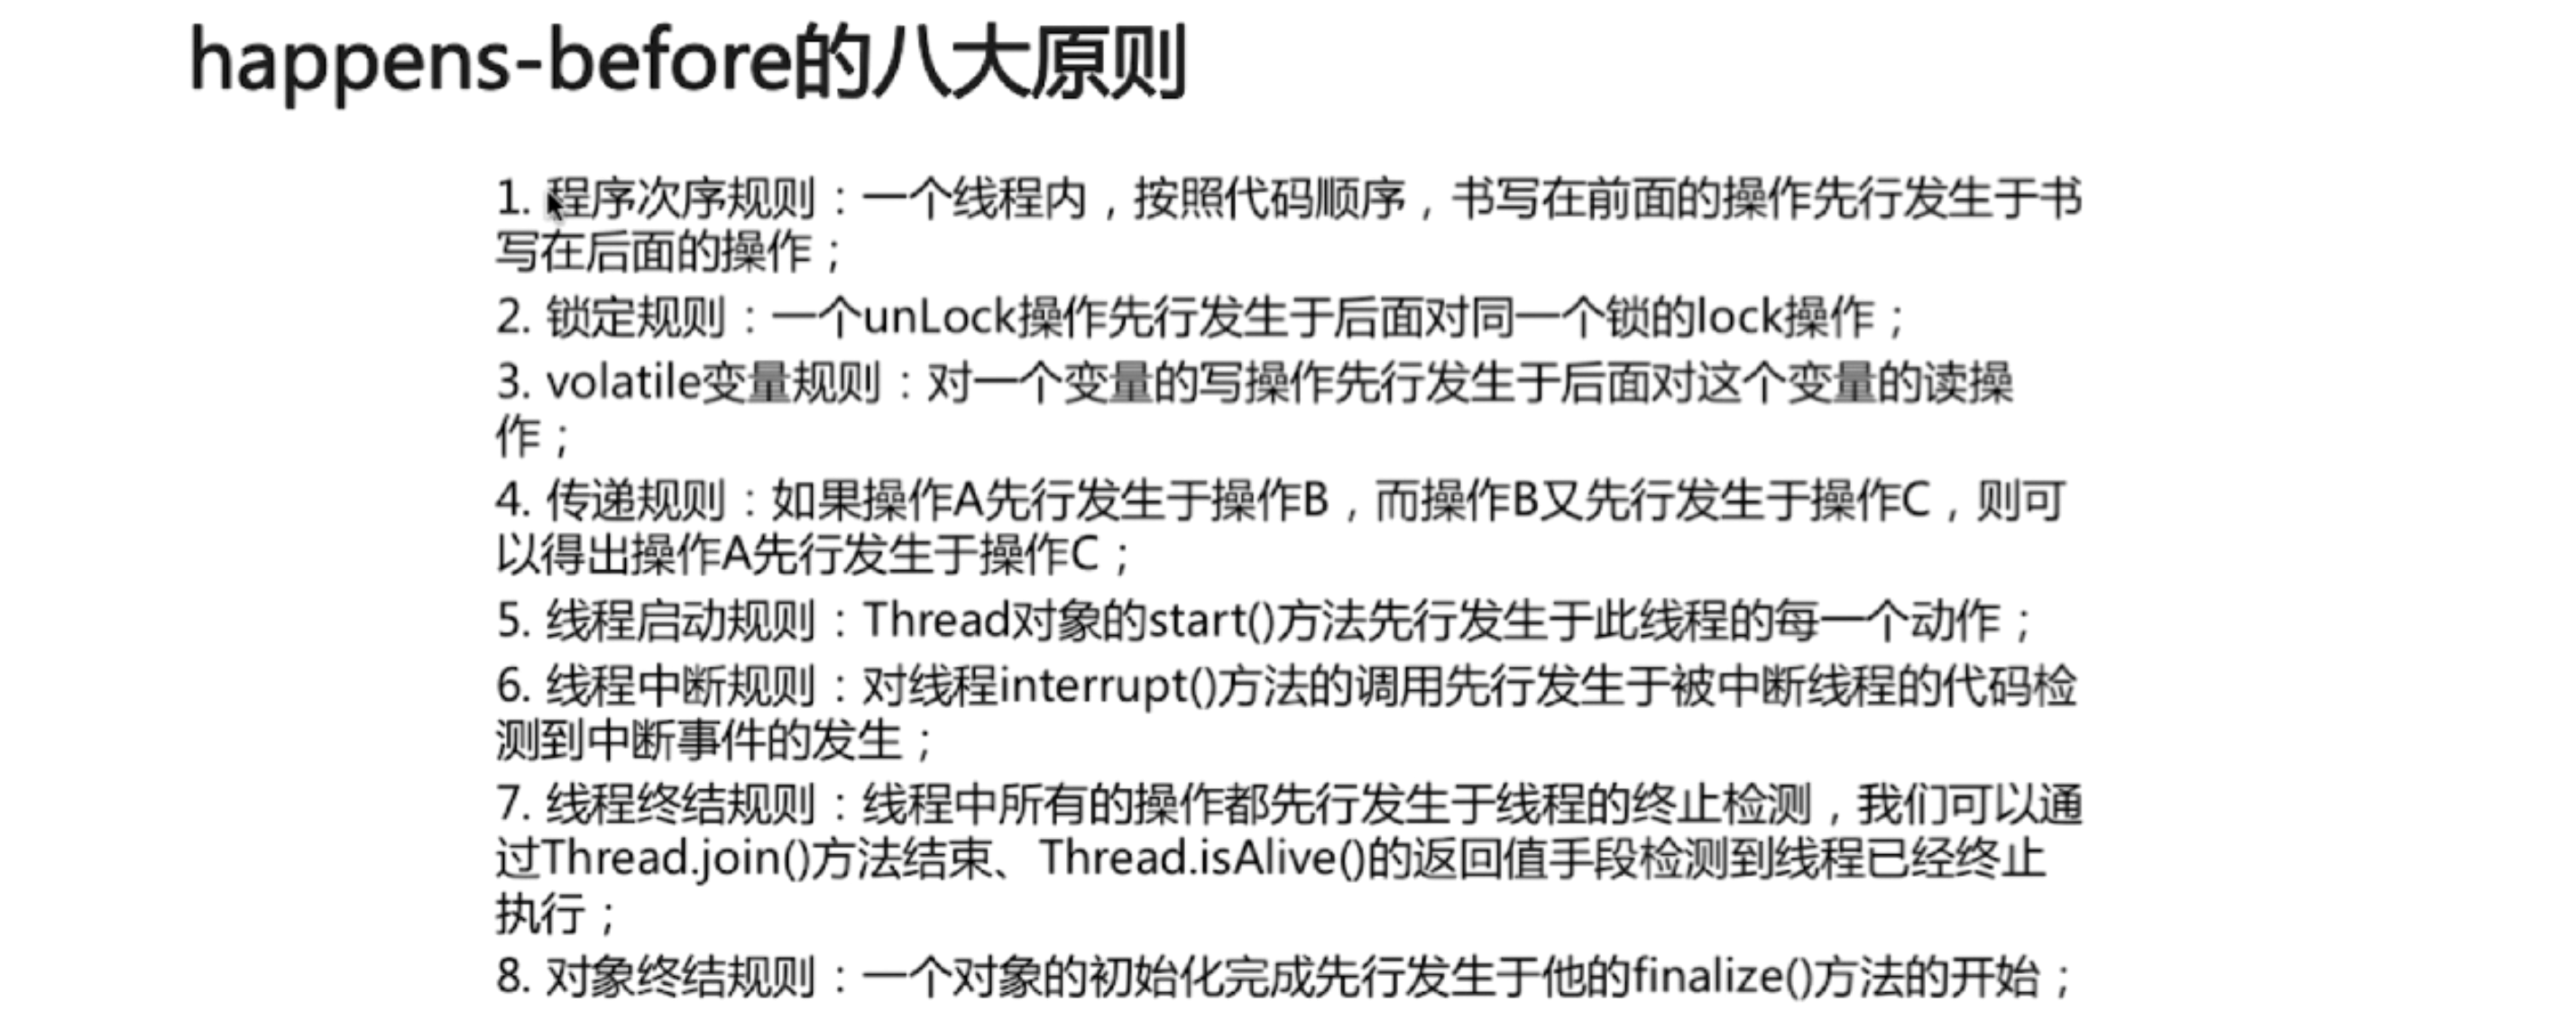 happens-before的八大原则
1. 程序次序规则：一个线程内，按照代码顺序，书写在前面的操作先行发生于书
写在后面的操作；
2. 锁定规则：一个unLock操作先行发生于后面对同一个锁的lock操作；
3. volatile变量规则：对一个变量的写操作先行发生于后面对这个变量的读操
作；
4. 传递规则：如果操作A先行发生于操作B，而操作B又先行发生于操作C，则可
以得出操作A先行发生于操作C；
5. 线程启动规则：Thread对象的start()方法先行发生于此线程的每一个动作；
6. 线程中断规则：对线程interrupt()方法的调用先行发生于被中断线程的代码检
测到中断事件的发生；
7. 线程终结规则：线程中所有的操作都先行发生于线程的终止检测，我们可以通
过Thread.join()方法结束、Thread.isAlive()的返回值手段检测到线程已经终止
执行；
8. 对象终结规则：一个对象的初始化完成先行发生于他的finalize()方法的开始；